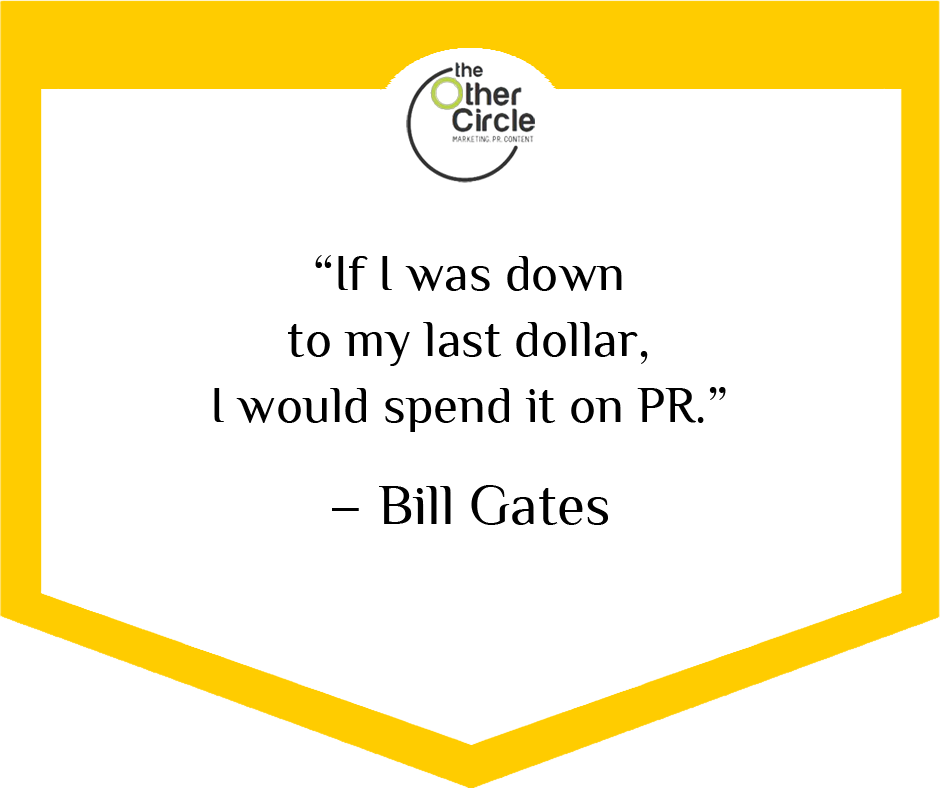 the
Other
Circle
MARKETING. PR. CONTENT
“If I was down
to my last dollar,
I would spend it on PR.”
– Bill Gates